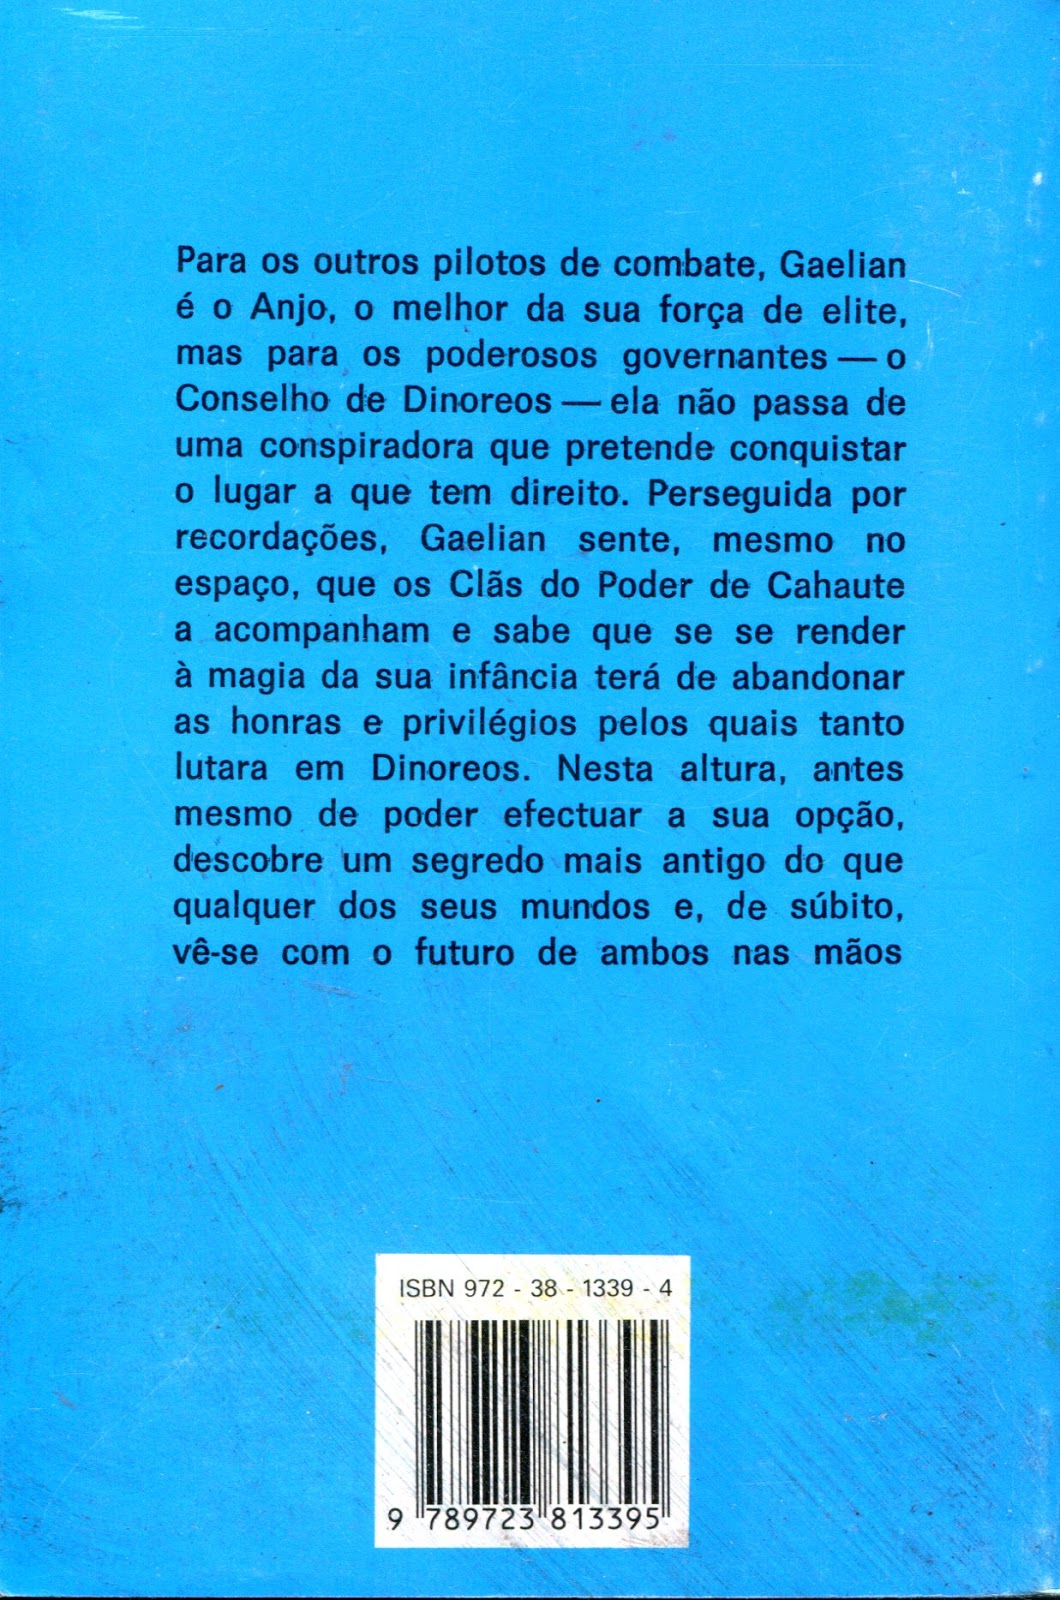 Para os outros pilotos de combate, Gaelian
é o Anjo, o melhor da sua força de elite,
mas para os poderosos governantes — o
Conselho de Dinoreos — ela não passa de
uma conspiradora que pretende conquistar
o lugar a que tem direito. Perseguida por
recordações, Gaelian sente, mesmo no
espaço, que os Clãs do Poder de Cahaute
a acompanham e sabe que se se render
à magia da sua infância terá de abandonar
as honras e privilégios pelos quais tanto
lutara em Dinoreos. Nesta altura, antes
mesmo de poder efectuar a sua opção,
descobre um segredo mais antigo do que
qualquer dos seus mundos e, de súbito,
vê-se com o futuro de ambos nas mãos
ISBN 972 - 38 - 1339 - 4
9 789723 813395